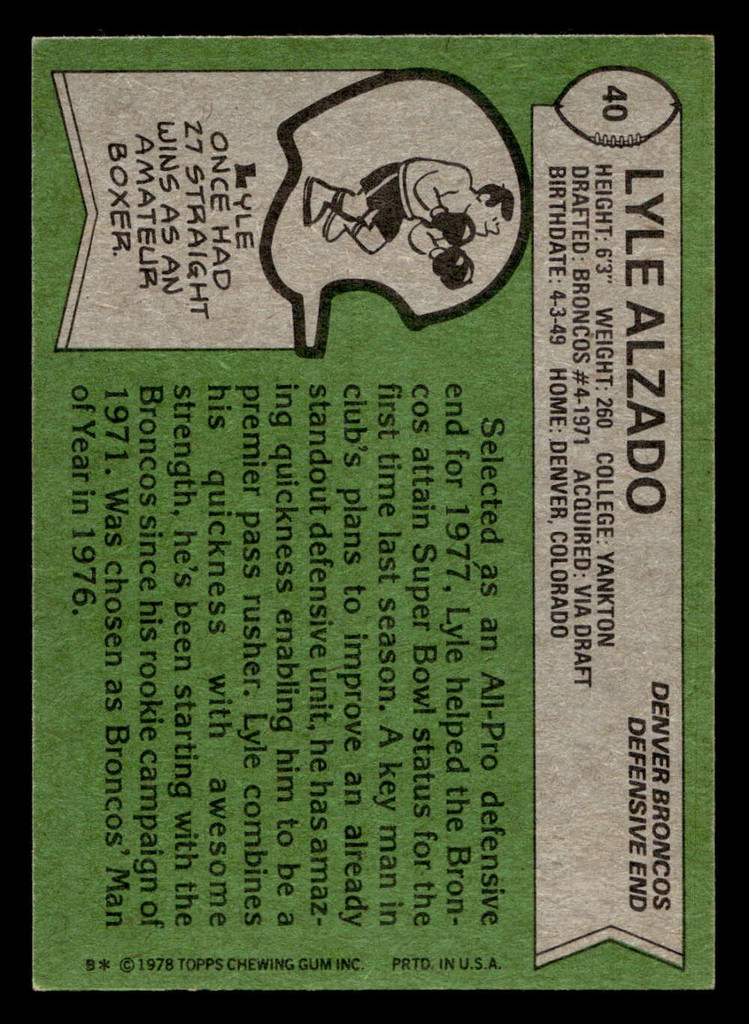 40
LYLE ALZADO
DENVER BRONCOS
DEFENSIVE END
HEIGHT: 6'3" WEIGHT: 260 COLLEGE: YANKTON
DRAFTED: BRONCOS #4-1971 ACQUIRED: VIA DRAFT
BIRTHDATE: 4-3-49 HOME: DENVER, COLORADO
LYLE
ONCE HAD
27 STRAIGHT
WINS AS AN
AMATEUR
BOXER.
Selected as an All-Pro defensive
end for 1977, Lyle helped the Bron-
cos attain Super Bowl status for the
first time last season. A key man in
club's plans to improve an already
standout defensive unit, he has amaz-
ing quickness enabling him to be a
premier pass rusher. Lyle combines
his quickness with awesome
strength, he's been starting with the
Broncos since his rookie campaign of
1971. Was chosen as Broncos' Man
of Year in 1976.
B* © 1978 TOPPS CHEWING GUM INC. PRTD. IN U.S.A.